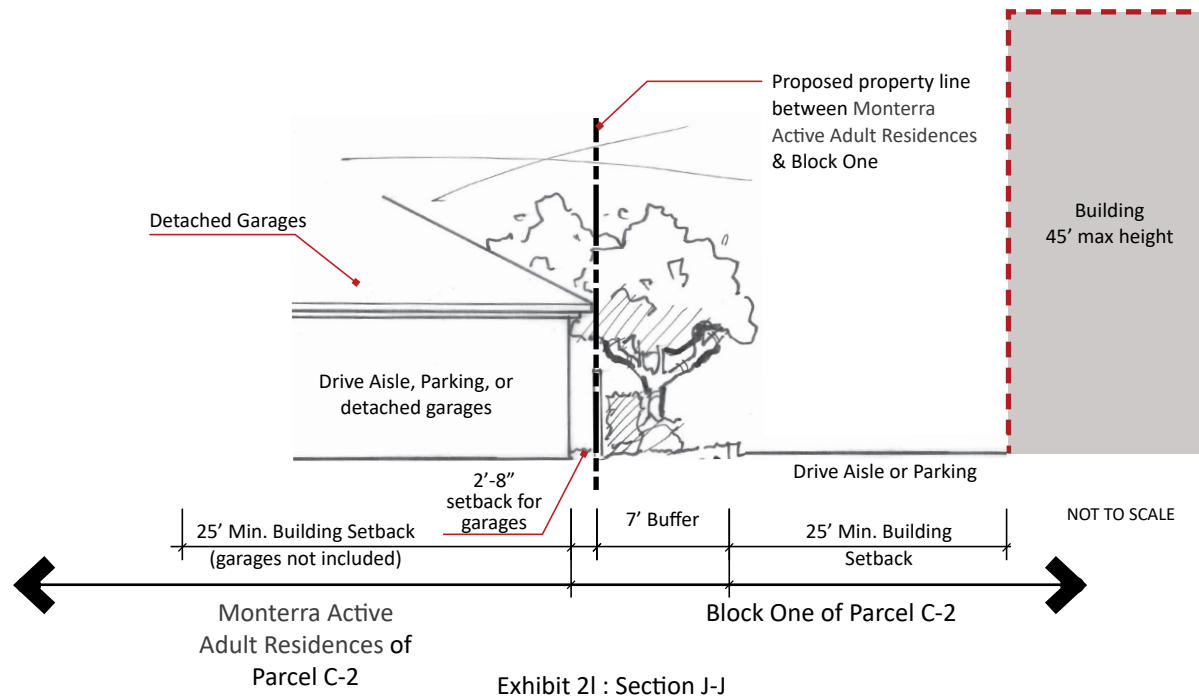 Proposed property line
between Monterra
Active Adult Residences
& Block One
Detached Garages
Building
45’ max height
Drive Aisle, Parking, or
detached garages
Drive Aisle or Parking
2’-8”
setback for
garages
7’ Buffer
NOT TO SCALE
25’ Min. Building Setback
(garages not included)
25’ Min. Building
Setback
Monterra Active
Adult Residences of
Parcel C-2
Block One of Parcel C-2
Exhibit 2l : Section J-J